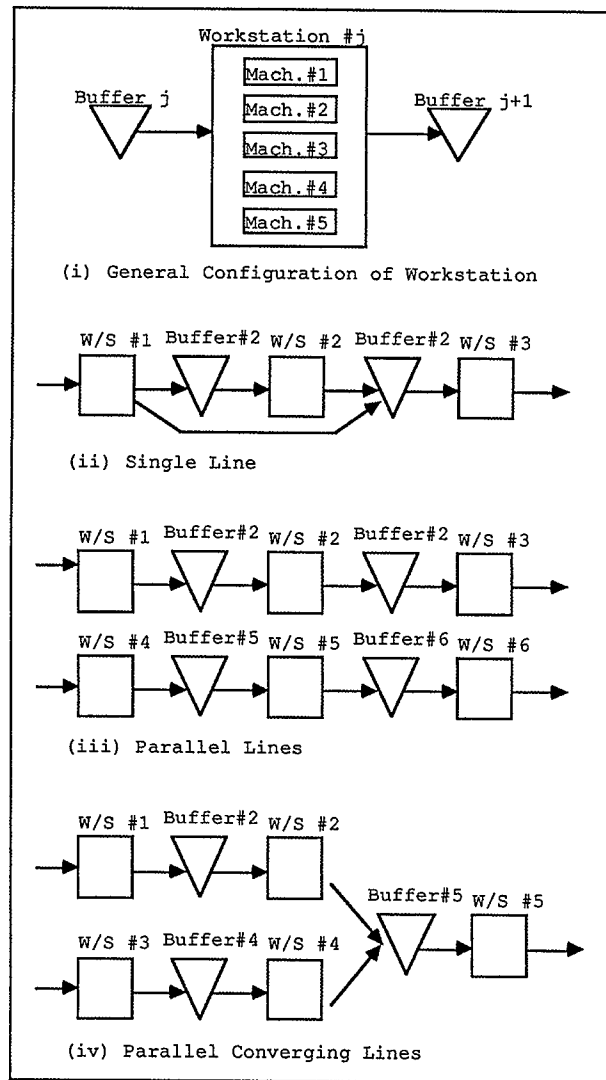 Workstation #j
Mach.#1
Buffer j
Mach.#2
Buffer j+1
Mach.#3
Mach.#4
Mach.#5
(i) General Configuration of Workstation
W/S #1 Buffer#2 W/S #2 Buffer#2 W/S #3
(ii) Single Line
W/S #1 Buffer#2 W/S #2 Buffer#2 W/S #3
W/S #4 Buffer#5 W/S #5 Buffer#6 W/S #6
(iii) Parallel Lines
W/S #1 Buffer#2 W/S #2
Buffer#5 W/S #5
W/S #3 Buffer#4 W/S #4
(iv) Parallel Converging Lines